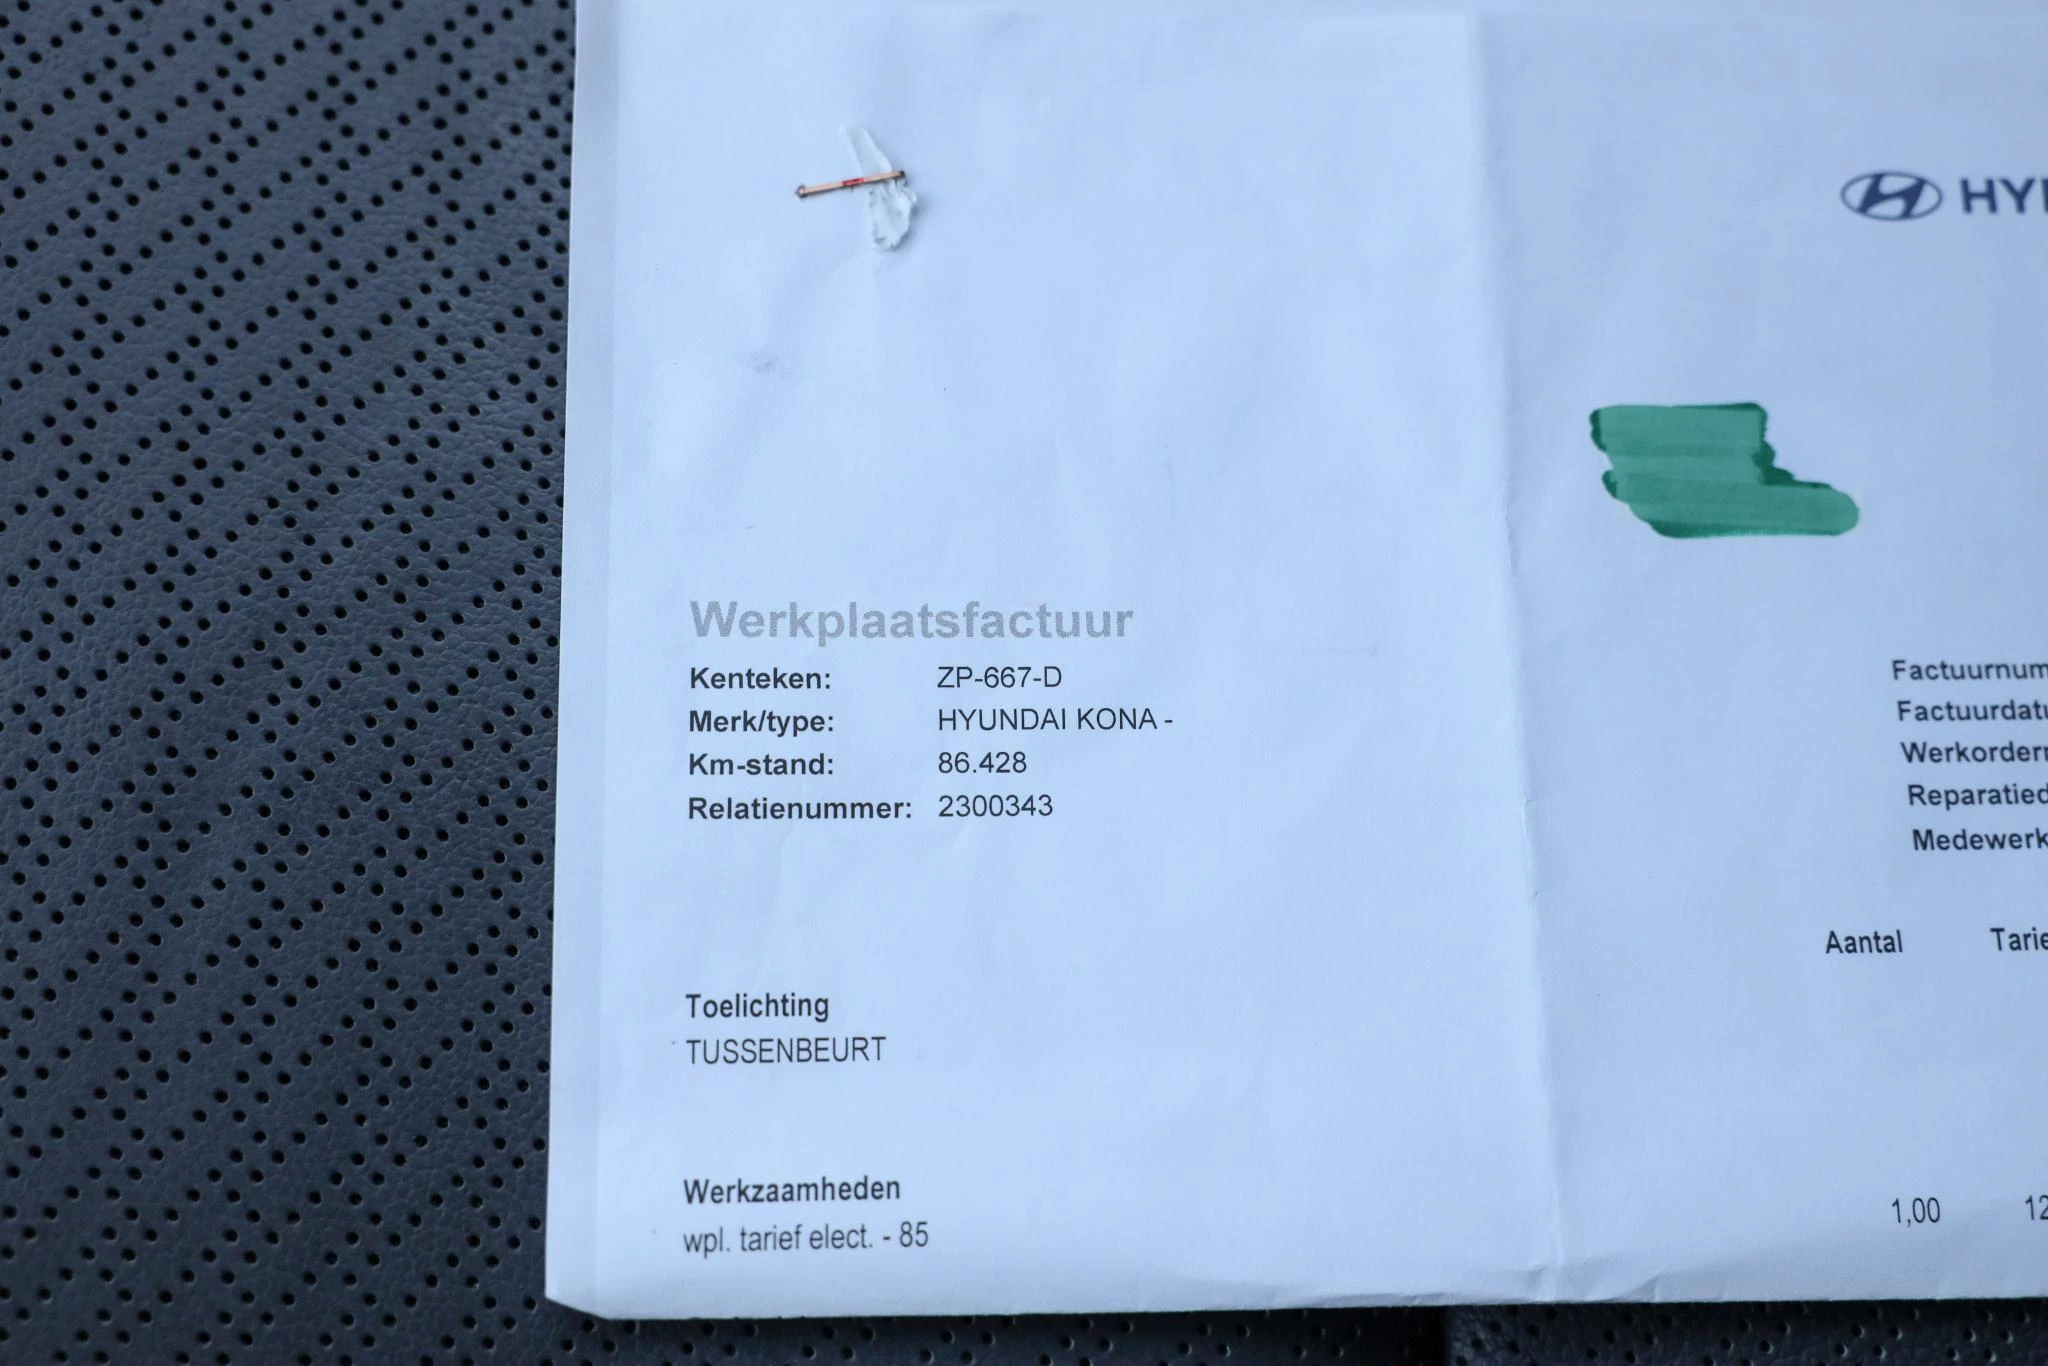 HY
Werkplaatsfactuur
Kenteken: ZP-667-D
Merk/type: HYUNDAI KONA -
Km-stand: 86.428
Relatienummer: 2300343
Factuurnum
Factuurdatu
Werkordern
Reparatied
Medewerk
Aantal Tarie
Toelichting
TUSSENBEURT
Werkzaamheden
wpl. tarief elect. - 85 1,00 12